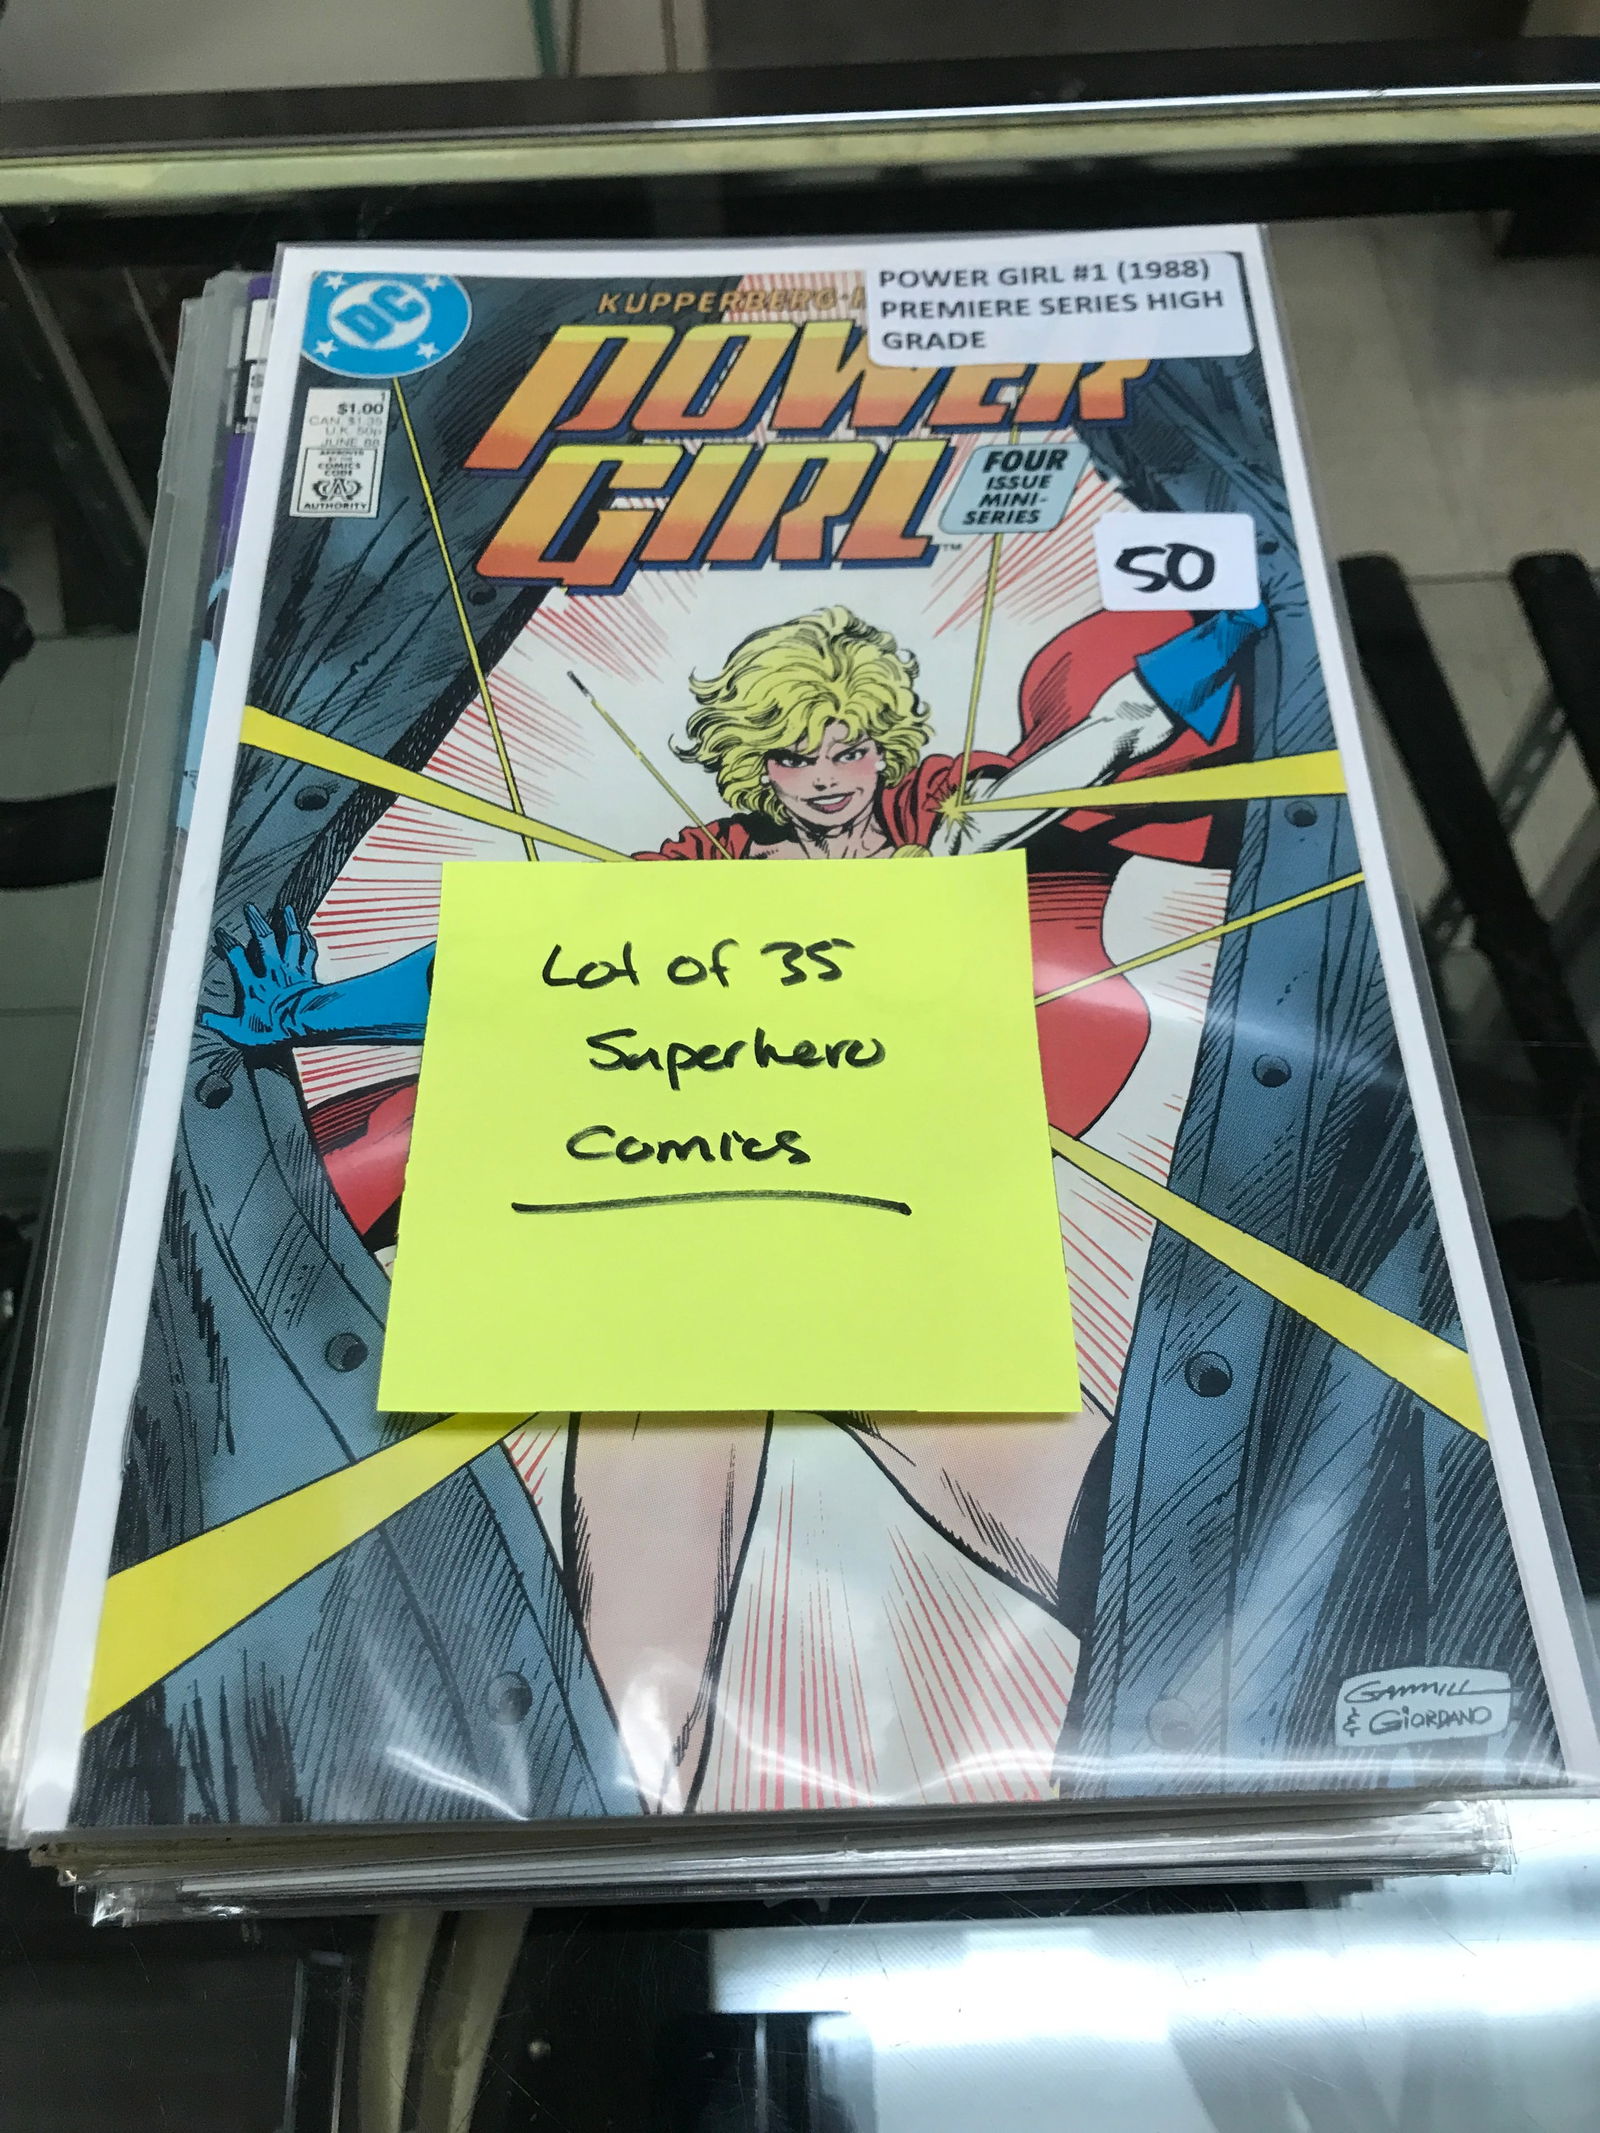 DC
KUPPERBERG
POWER GIRL #1 (1988)
PREMIERE SERIES HIGH
GRADE
POWER
GIRL
TM
1
$1.00
CAN. $1.35
U.K. 50p
JUNE 88
APPROVED
BY THE
COMICS
CODE
CA
AUTHORITY
FOUR
ISSUE
MINI-
SERIES
50
Lot of 35
Superhero
Comics
GAMMILL
& GIORDANO